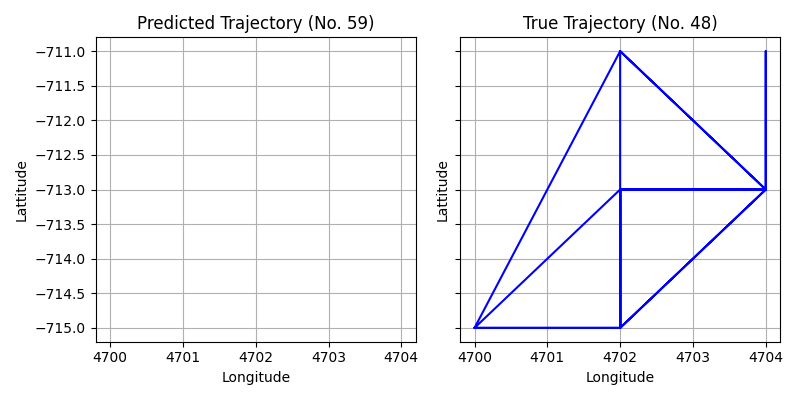 Predicted Trajectory (No. 59)
True Trajectory (No. 48)
−711.0
−711.5
−712.0
−712.5
−713.0
−713.5
−714.0
−714.5
−715.0
Lattitude
Lattitude
4700 4701 4702 4703 4704
4700 4701 4702 4703 4704
Longitude
Longitude